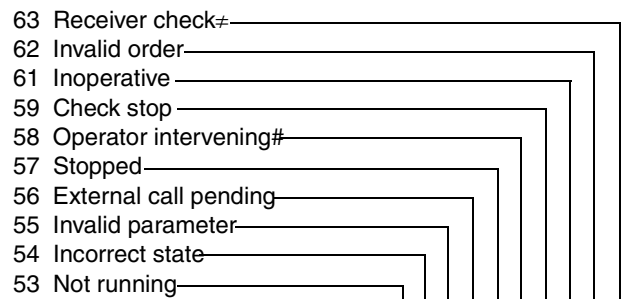 63 Receiver check≠
62 Invalid order
61 Inoperative
59 Check stop
58 Operator intervening#
57 Stopped
56 External call pending
55 Invalid parameter
54 Incorrect state
53 Not running